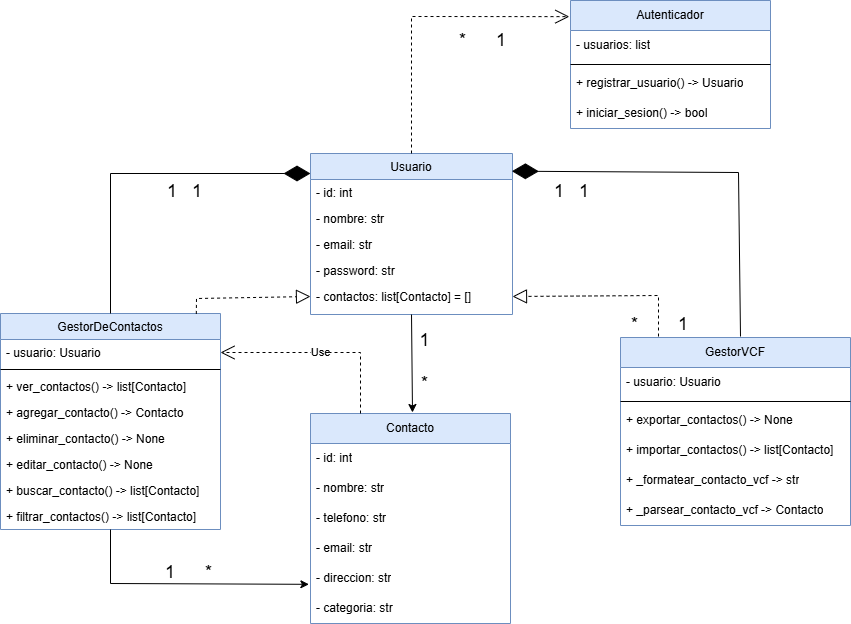 Autenticador
- usuarios: list
+ registrar_usuario() -> Usuario
+ iniciar_sesion() -> bool
* 1
Usuario
- id: int
- nombre: str
- email: str
- password: str
- contactos: list[Contacto] = []
1 1
1 1
GestorDeContactos
- usuario: Usuario
+ ver_contactos() -> list[Contacto]
+ agregar_contacto() -> Contacto
+ eliminar_contacto() -> None
+ editar_contacto() -> None
+ buscar_contacto() -> list[Contacto]
+ filtrar_contactos() -> list[Contacto]
Use
1
*
* 1
GestorVCF
- usuario: Usuario
+ exportar_contactos() -> None
+ importar_contactos() -> list[Contacto]
+ _formatear_contacto_vcf -> str
+ _parsear_contacto_vcf -> Contacto
Contacto
- id: int
- nombre: str
- telefono: str
- email: str
- direccion: str
- categoria: str
1 *